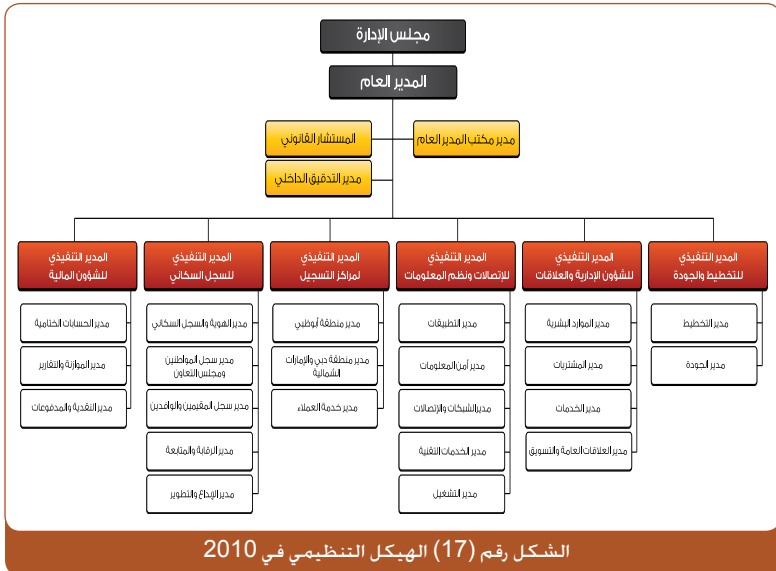 مجلس الإدارة
المدير العام
مدير مكتب المدير العام
المستشار القانوني
مدير التدقيق الداخلي
المدير التنفيذي
للتخطيط والجودة
مدير التخطيط
مدير الجودة
المدير التنفيذي
للشؤون الإدارية والعلاقات
مدير الموارد البشرية
مدير المشتريات
مدير الخدمات
مدير العلاقات العامة والتسويق
المدير التنفيذي
للإتصالات ونظم المعلومات
مدير التطبيقات
مدير أمن المعلومات
مدير الشبكات والإتصالات
مدير الخدمات التقنية
مدير التشغيل
المدير التنفيذي
لمراكز التسجيل
مدير منطقة أبوظبي
مدير منطقة دبي والإمارات
الشمالية
مدير خدمة العملاء
المدير التنفيذي
للسجل السكاني
مدير الهوية والسجل السكاني
مدير سجل المواطنين
ومجلس التعاون
مدير سجل المقيمين والوافدين
مدير الرقابة والمتابعة
مدير الإبداع والتطوير
المدير التنفيذي
للشؤون المالية
مدير الحسابات الختامية
مدير الموازنة والتقارير
مدير النقدية والمدفوعات
الشكل رقم (17) الهيكل التنظيمي في 2010